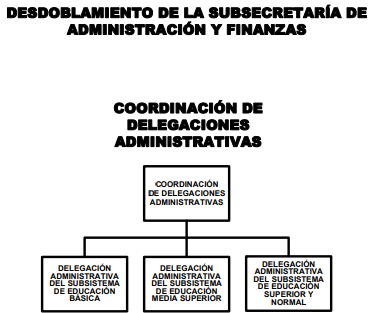 DESDOBLAMIENTO DE LA SUBSECRETARÍA DE
ADMINISTRACIÓN Y FINANZAS
COORDINACIÓN DE
DELEGACIONES
ADMINISTRATIVAS
COORDINACIÓN
DE DELEGACIONES
ADMINISTRATIVAS
DELEGACIÓN
ADMINISTRATIVA
DEL SUBSISTEMA
DE EDUCACIÓN
BÁSICA
DELEGACIÓN
ADMINISTRATIVA
DEL SUBSISTEMA
DE EDUCACIÓN
MEDIA SUPERIOR
DELEGACIÓN
ADMINISTRATIVA
DEL SUBSISTEMA
DE EDUCACIÓN
SUPERIOR Y
NORMAL